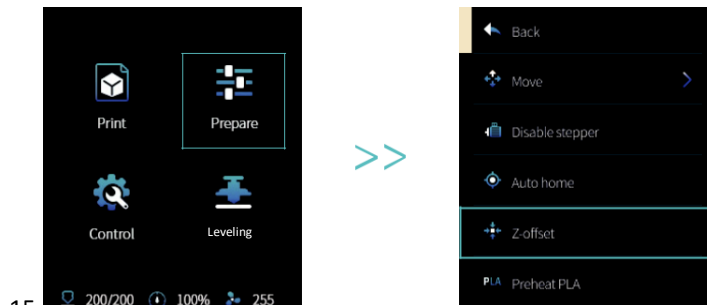 Print
Prepare
Control
Leveling
15
200/200
100%
255
>>
Back
Move
Disable stepper
Auto home
Z-offset
PLA Preheat PLA